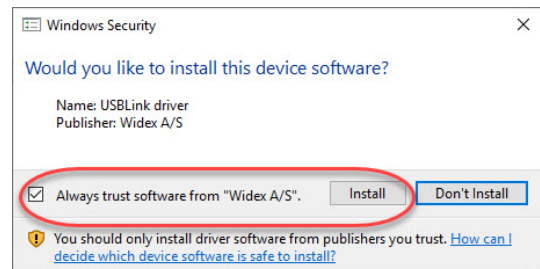 Windows Security
Would you like to install this device software?
Name: USBLink driver
Publisher: Widex A/S
Always trust software from "Widex A/S".
Install
Don't Install
You should only install driver software from publishers you trust. How can I
decide which device software is safe to install?